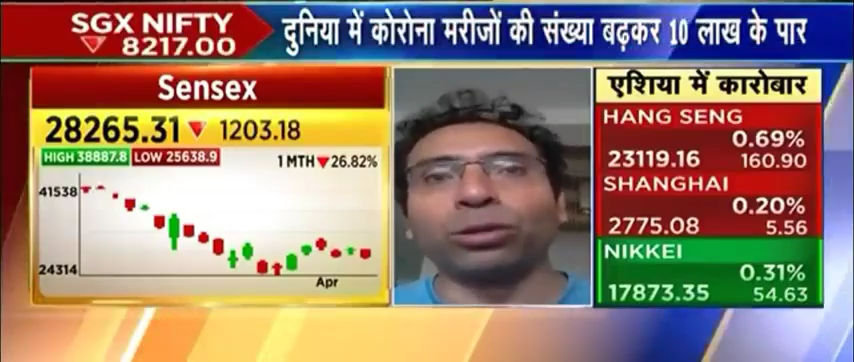 SGX NIFTY
8217.00
दुनिया में कोरोना मरीजों की संख्या बढ़कर 10 लाख के पार
Sensex
28265.31 1203.18
HIGH 38887.8 LOW 25638.9
1 MTH 26.82%
41538
24314
Apr
एशिया में कारोबार
HANG SENG
0.69%
23119.16 160.90
SHANGHAI
0.20%
2775.08 5.56
NIKKEI
0.31%
17873.35 54.63